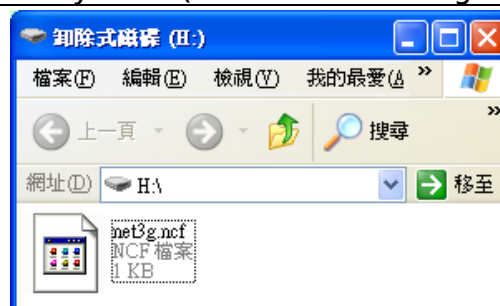 卸除式磁碟 (H:)
檔案(F) 編輯(E) 檢視(V) 我的最愛(A »
上一頁 搜尋 »
網址(D) H:\ 移至
net3g.ncf
NCF 檔案
1 KB